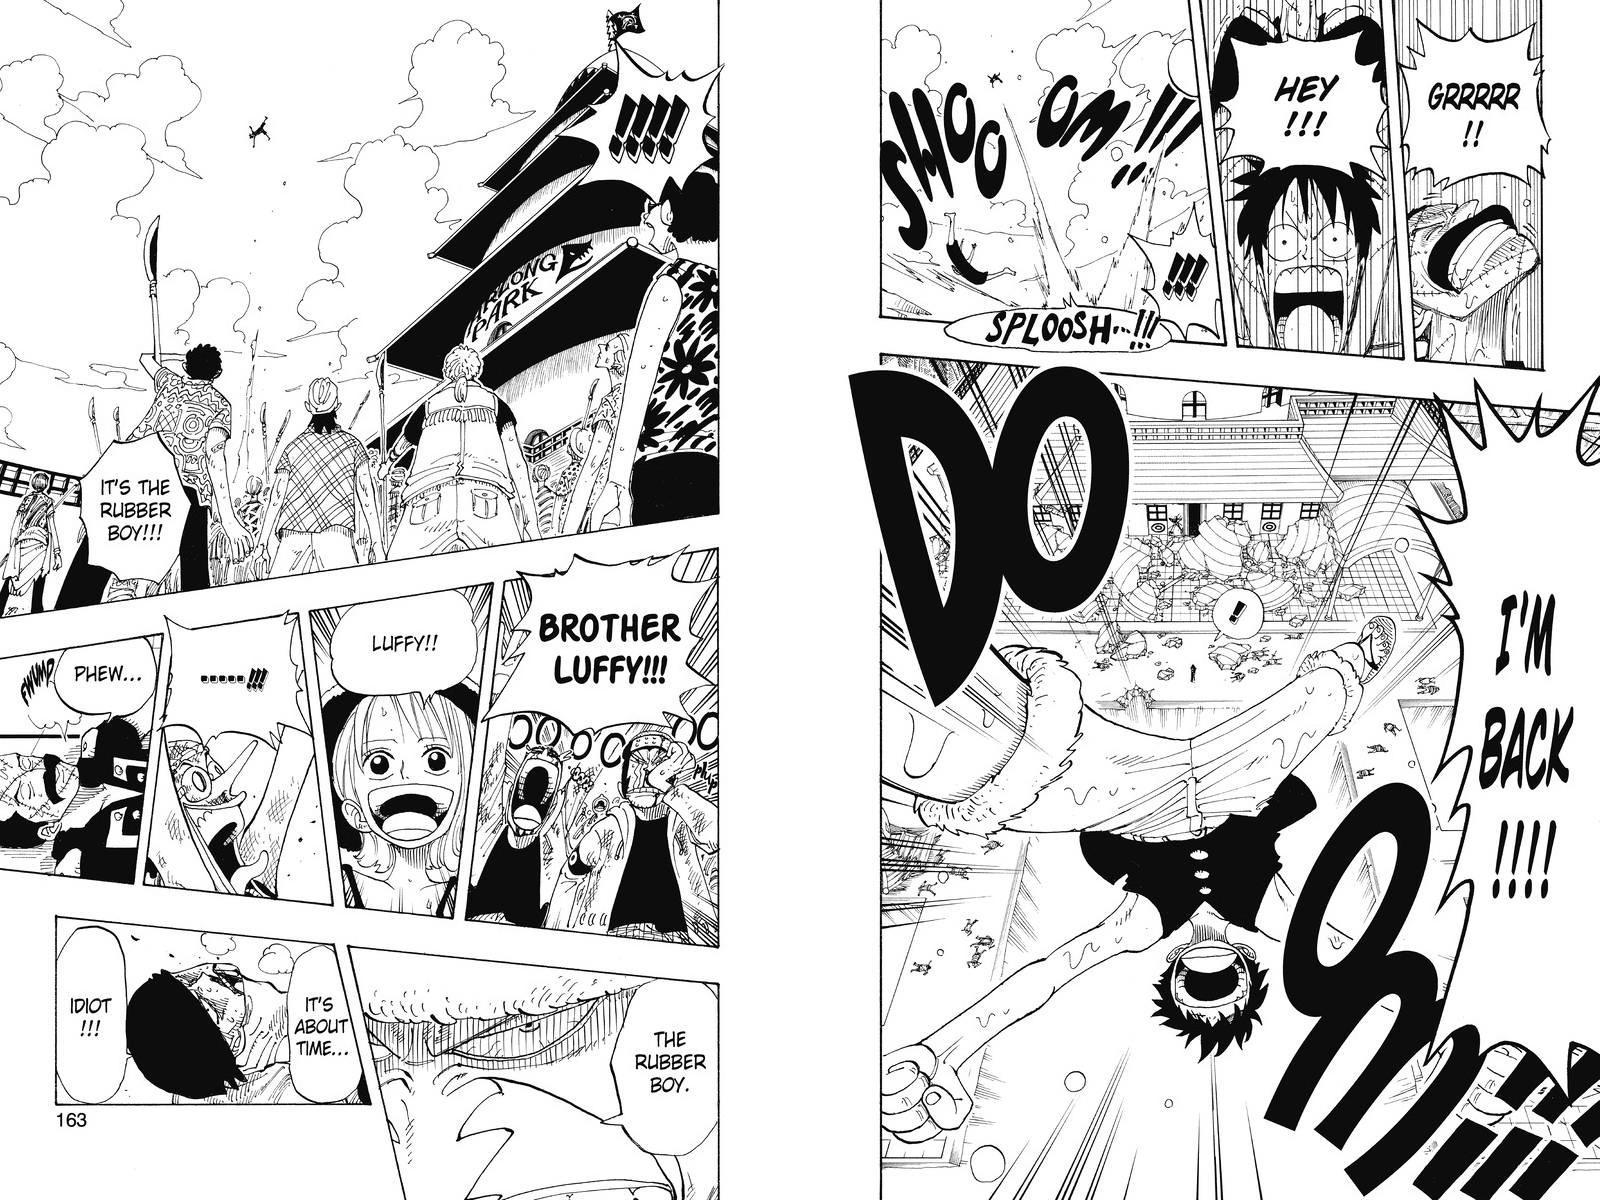 GRRRRR
!!
HEY
!!!
SHOO
OM!!!
!!!
SPLOOSH...!!!
I'M
BACK
!!!!
DO
OM!!!
!
!!!!
ARLONG
PARK
IT'S THE
RUBBER
BOY!!!
BROTHER
LUFFY!!!
LUFFY!!
......!!!
PHEW...
FWUMP
THE
RUBBER
BOY.
IT'S
ABOUT
TIME...
IDIOT
!!!
163